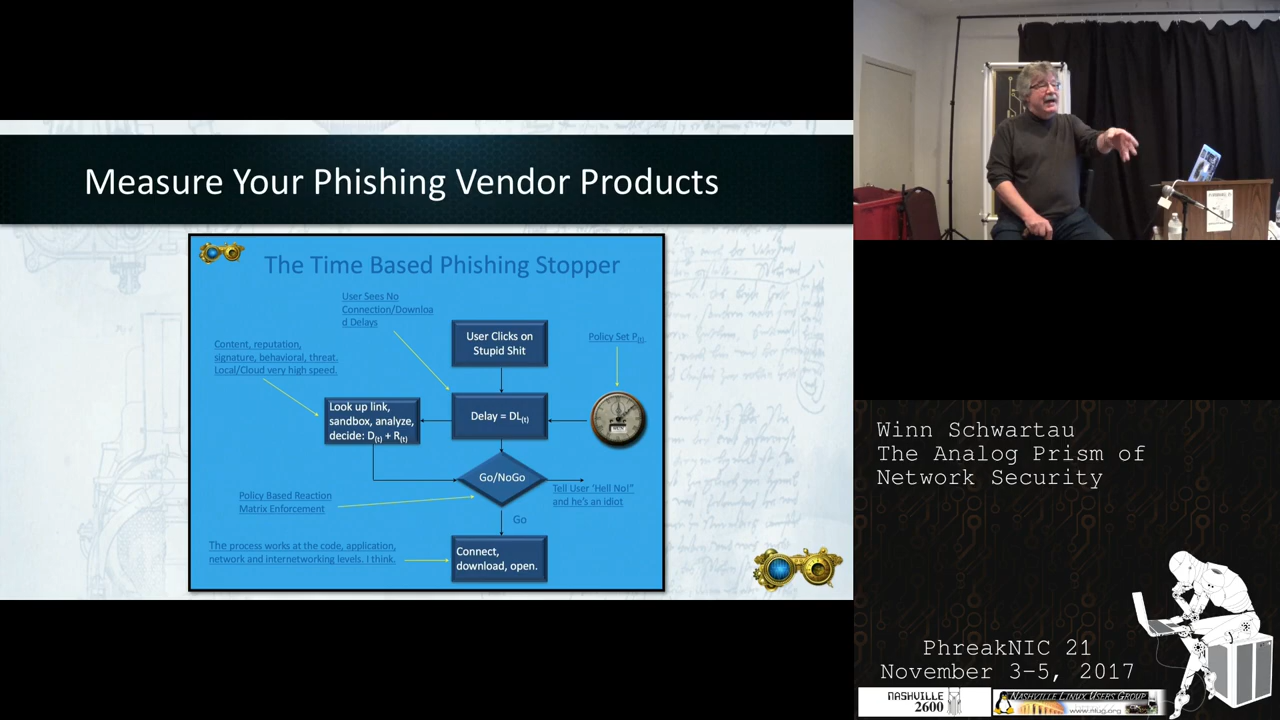 Measure Your Phishing Vendor Products
The Time Based Phishing Stopper
User Sees No
Connection/Downloa
d Delays
User Clicks on
Stupid Shit
Policy Set P(t)
Content, reputation,
signature, behavioral, threat.
Local/Cloud very high speed.
Look up link,
sandbox, analyze,
decide: D(t) + R(t)
Delay = DL(t)
Go/NoGo
Tell User 'Hell No!"
and he's an idiot
Policy Based Reaction
Matrix Enforcement
Go
The process works at the code, application,
network and internetworking levels. I think.
Connect,
download, open.
Winn Schwartau
The Analog Prism of
Network Security
PhreakNIC 21
November 3-5, 2017
NASHVILLE
2600
NASHVILLE LINUX USERS GROUP
www.nlug.org